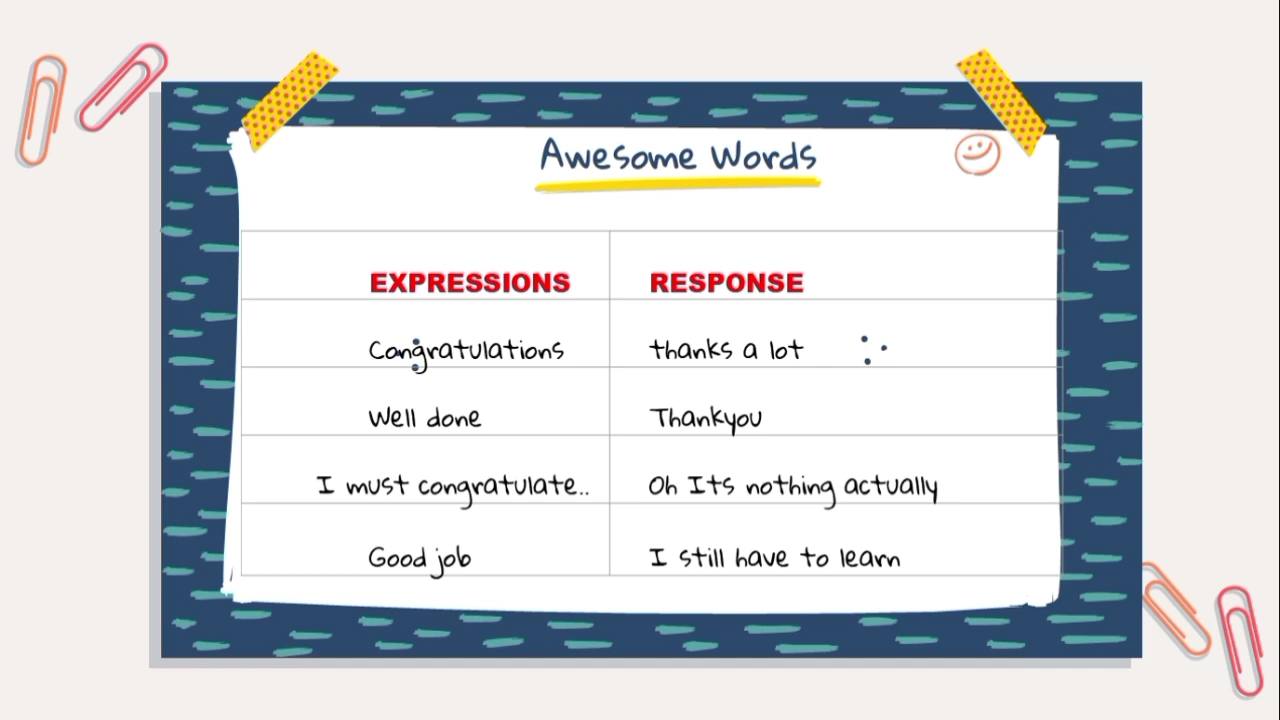 Awesome Words
EXPRESSIONS RESPONSE
Congratulations thanks a lot
Well done Thankyou
I must congratulate.. Oh Its nothing actually
Good job I still have to learn